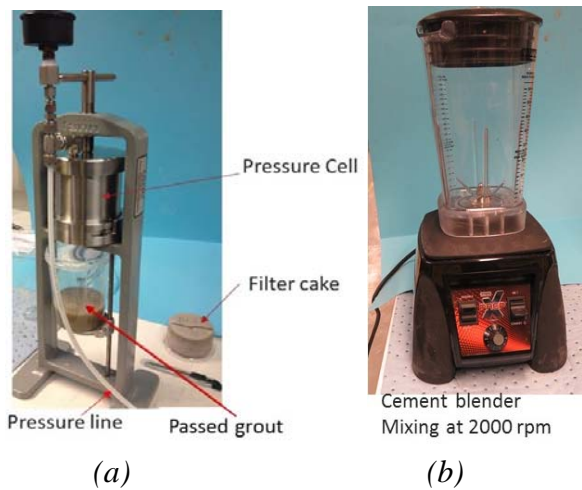 Pressure Cell
Filter cake
Pressure line
Passed grout
Cement blender
Mixing at 2000 rpm
(a)
(b)